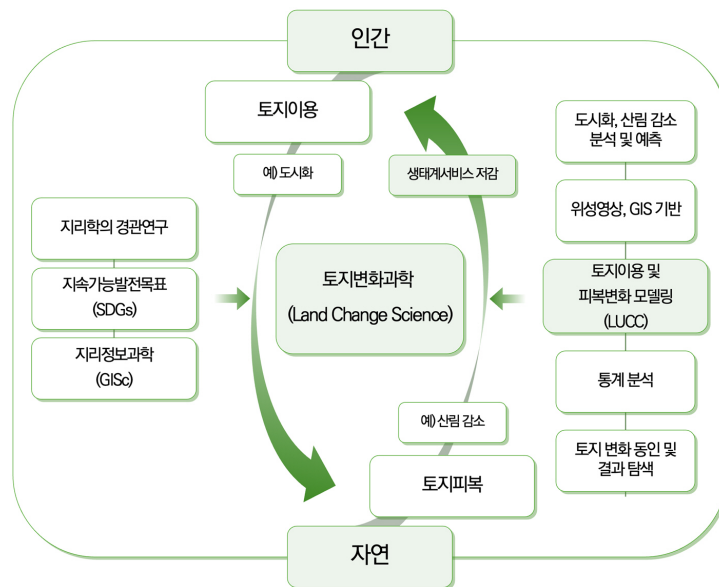 인간
토지이용
예) 도시화
생태계서비스 저감
지리학의 경관연구
지속가능발전목표
(SDGs)
지리정보과학
(GISc)
토지변화과학
(Land Change Science)
도시화, 산림 감소
분석 및 예측
위성영상, GIS 기반
토지이용 및
피복변화 모델링
(LUCC)
통계 분석
토지 변화 동인 및
결과 탐색
예) 산림 감소
토지피복
자연